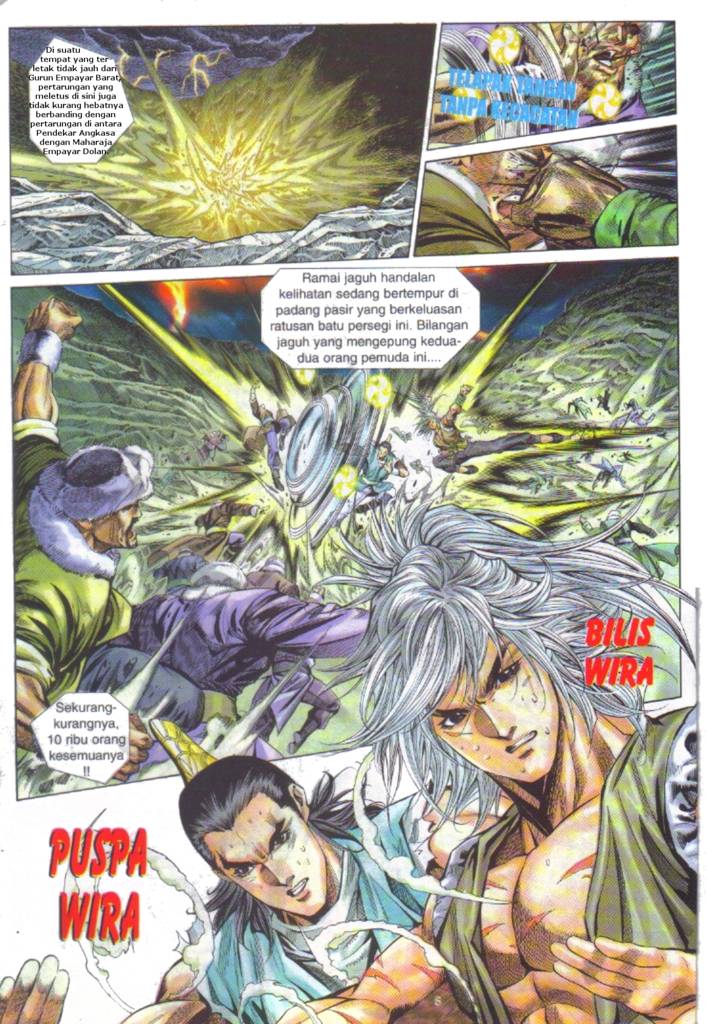 Di suatu
tempat yang ter
letak tidak jauh dari
Gurun Empayar Barat,
pertarungan yang
meletus di sini juga
tidak kurang hebatnya
berbanding dengan
pertarungan di antara
Pendekar Angkasa
dengan Maharaja
Empayar Dolan.
TELAPAK TANGAN
TANPA KECACATAN
Ramai jaguh handalan
kelihatan sedang bertempur di
padang pasir yang berkeluasan
ratusan batu persegi ini. Bilangan
jaguh yang mengepung kedua-
dua orang pemuda ini....
BILIS
WIRA
Sekurang-
kurangnya,
10 ribu orang
kesemuanya
!!
PUSPA
WIRA